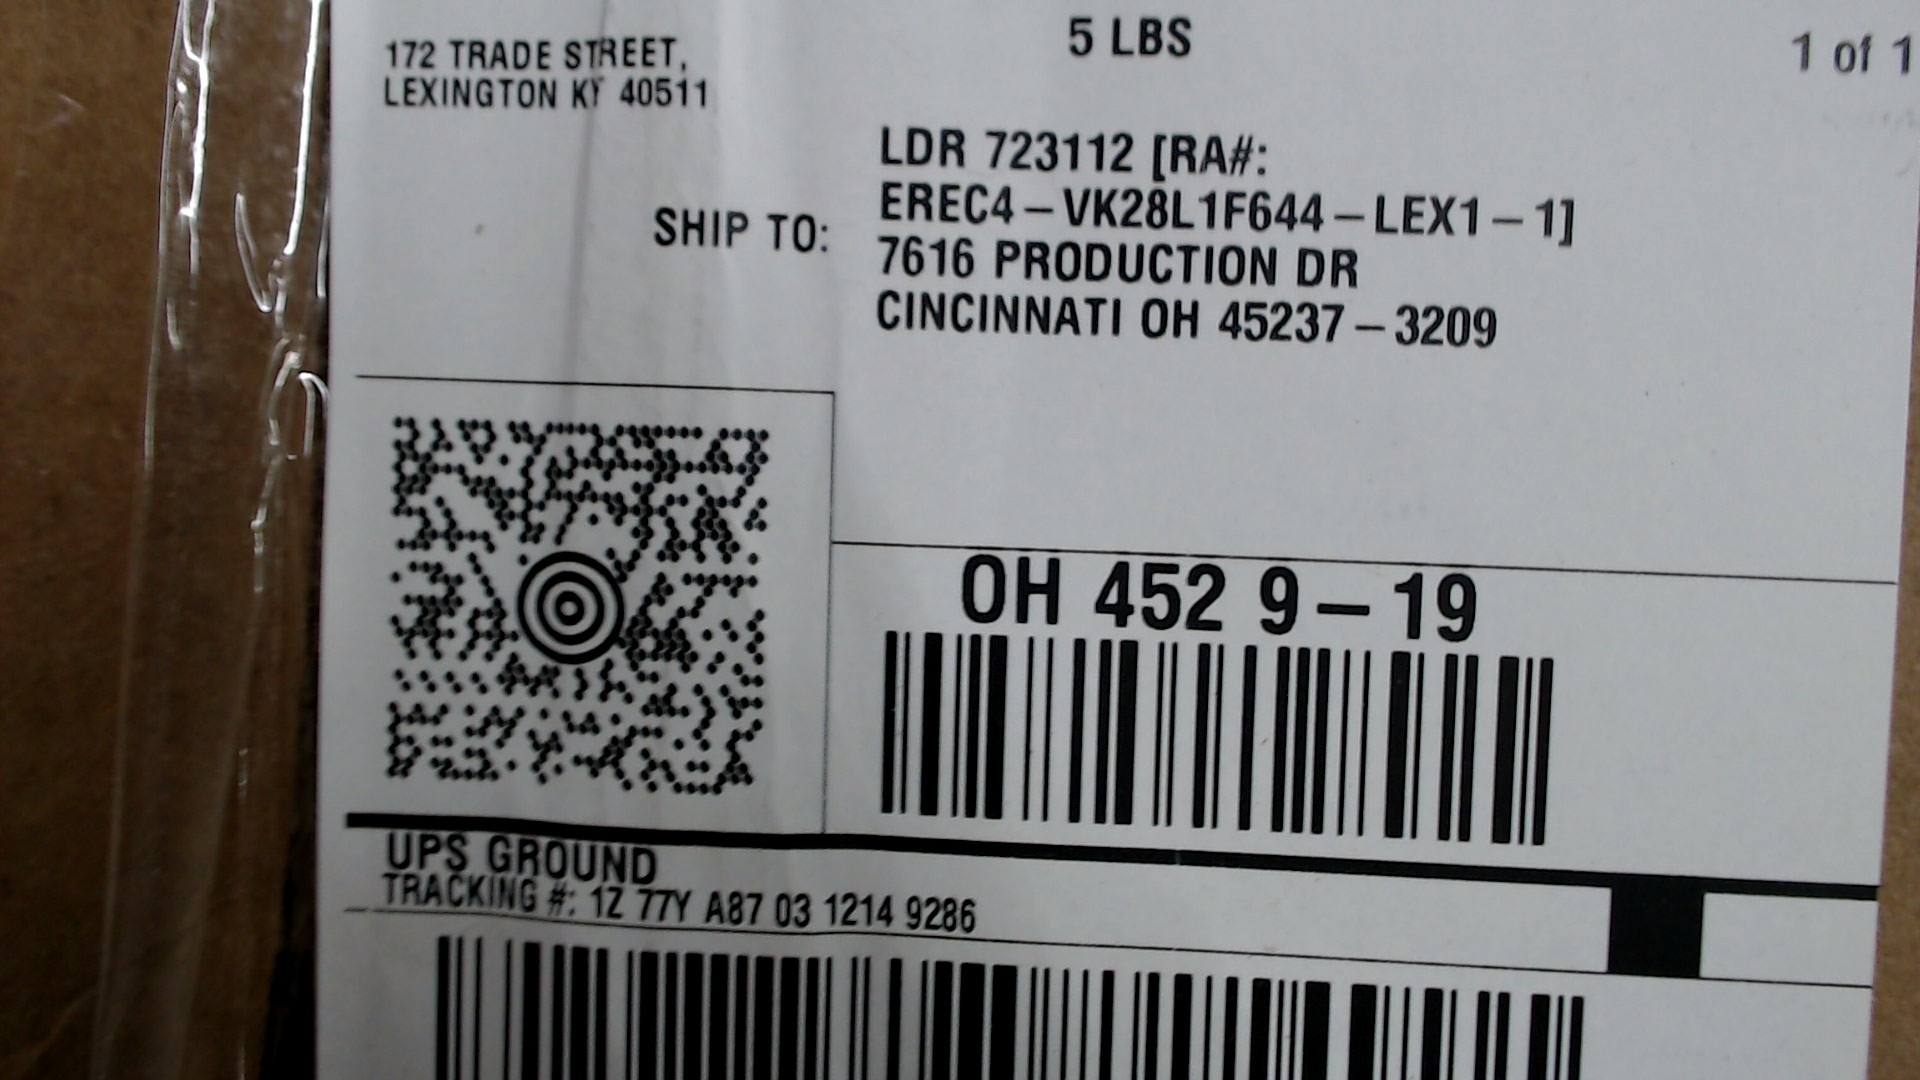 172 TRADE STREET,
LEXINGTON KY 40511
5 LBS
1 of 1
SHIP TO:
LDR 723112 [RA#:
EREC4-VK28L1F644-LEX1-1]
7616 PRODUCTION DR
CINCINNATI OH 45237-3209
OH 452 9-19
UPS GROUND
TRACKING #: 1Z 77Y A87 03 1214 9286